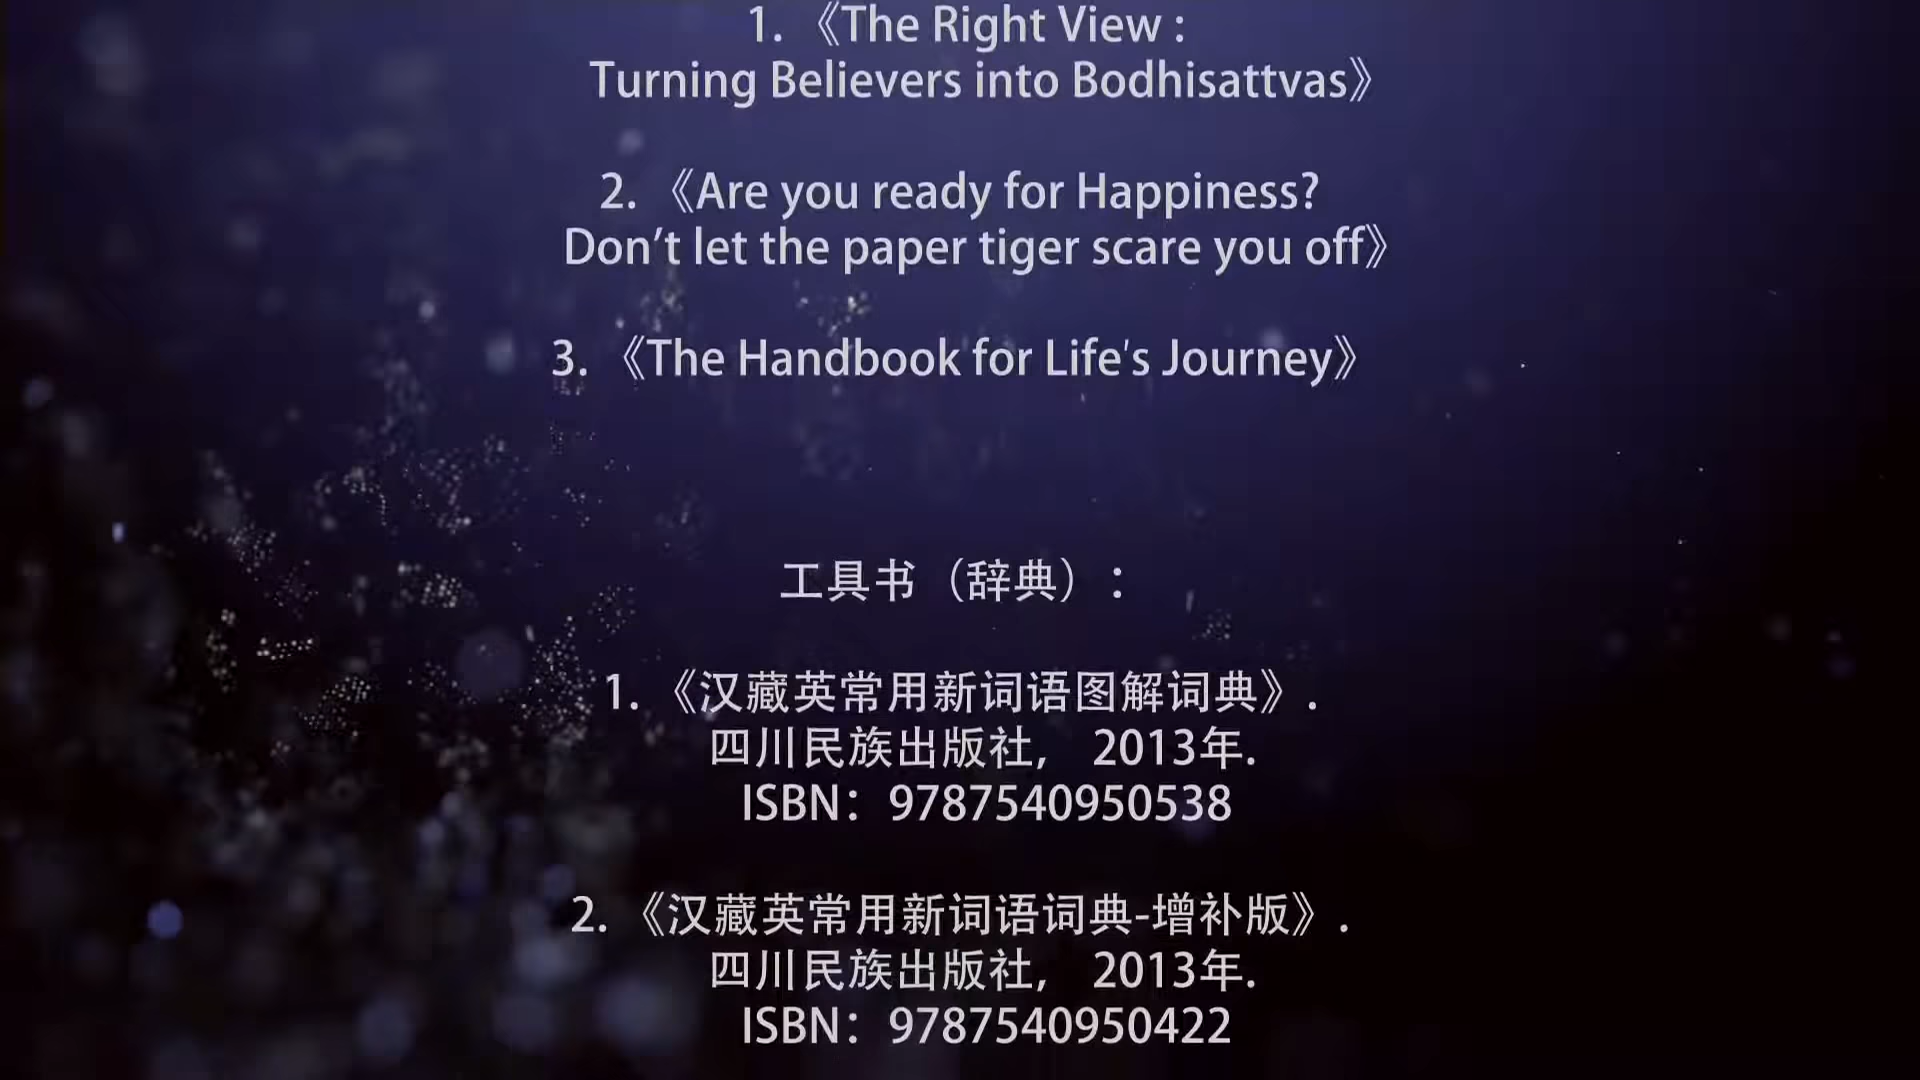 1. 《The Right View :
Turning Believers into Bodhisattvas》
2. 《Are you ready for Happiness?
Don’t let the paper tiger scare you off》
3. 《The Handbook for Life's Journey》
工具书（辞典）：
1. 《汉藏英常用新词语图解词典》.
四川民族出版社， 2013年.
ISBN：9787540950538
2. 《汉藏英常用新词语词典-增补版》.
四川民族出版社， 2013年.
ISBN：9787540950422